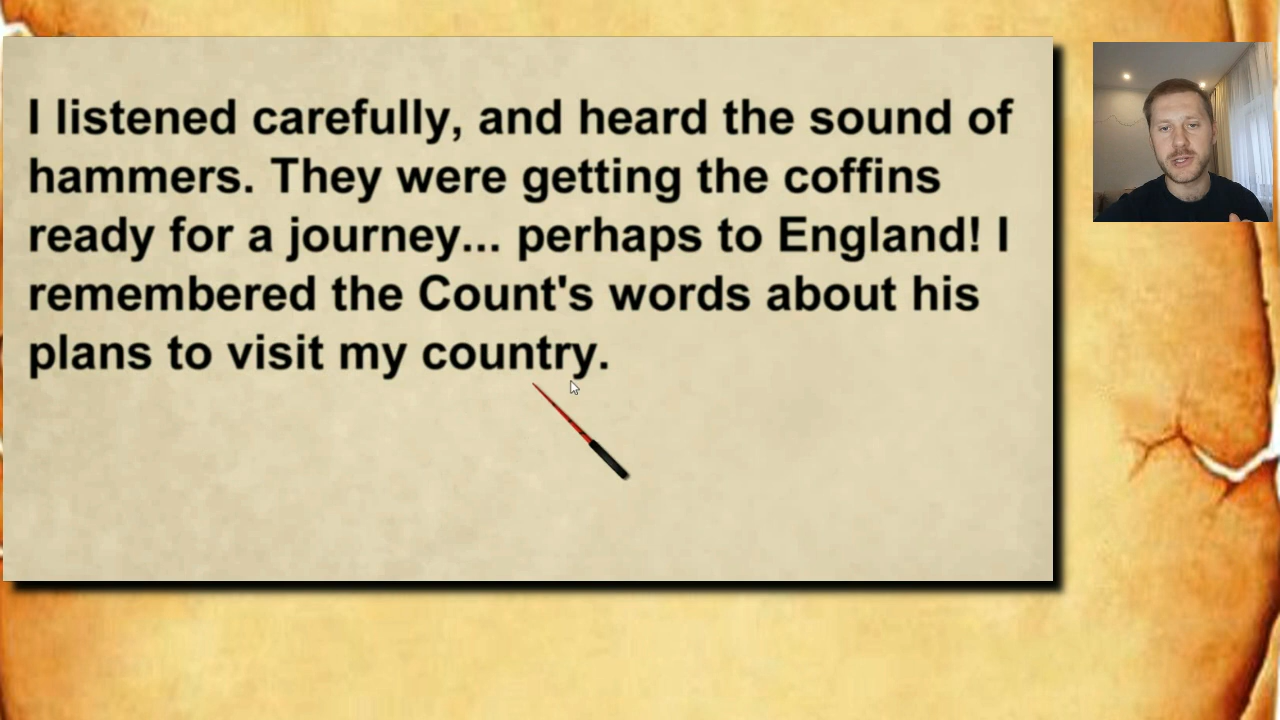 I listened carefully, and heard the sound of
hammers. They were getting the coffins
ready for a journey... perhaps to England! I
remembered the Count's words about his
plans to visit my country.